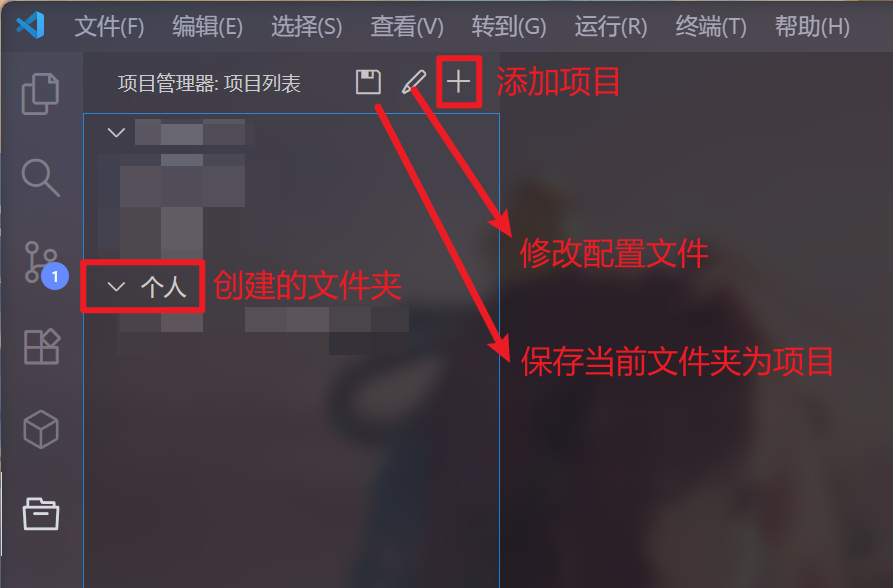 文件(F) 编辑(E) 选择(S) 查看(V) 转到(G) 运行(R) 终端(T) 帮助(H)
项目管理器: 项目列表
添加项目
修改配置文件
1
个人
创建的文件夹
保存当前文件夹为项目